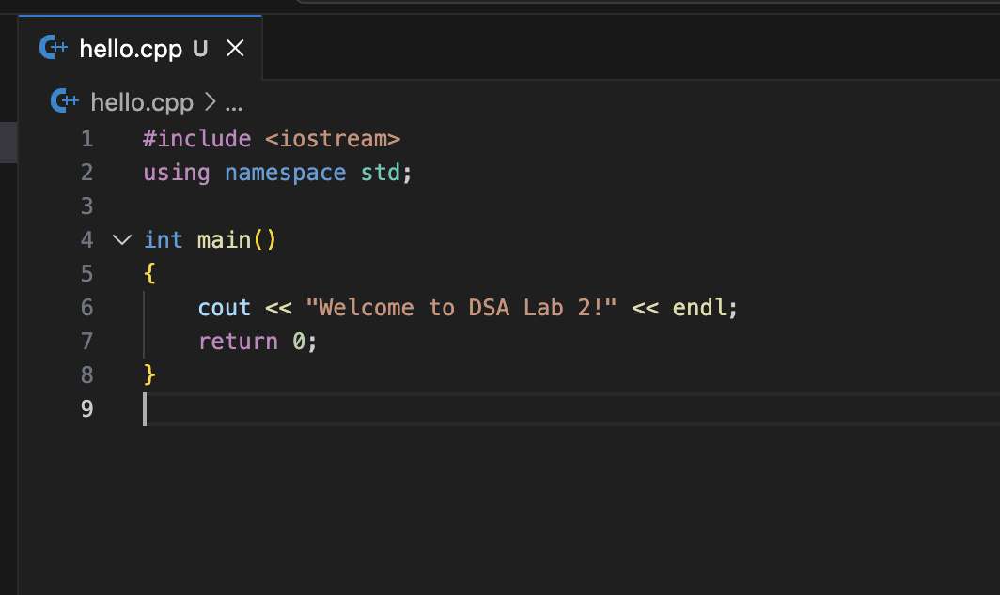 hello.cpp U
hello.cpp > ...
1 #include <iostream>
2 using namespace std;
3
4 int main()
5 {
6     cout << "Welcome to DSA Lab 2!" << endl;
7     return 0;
8 }
9